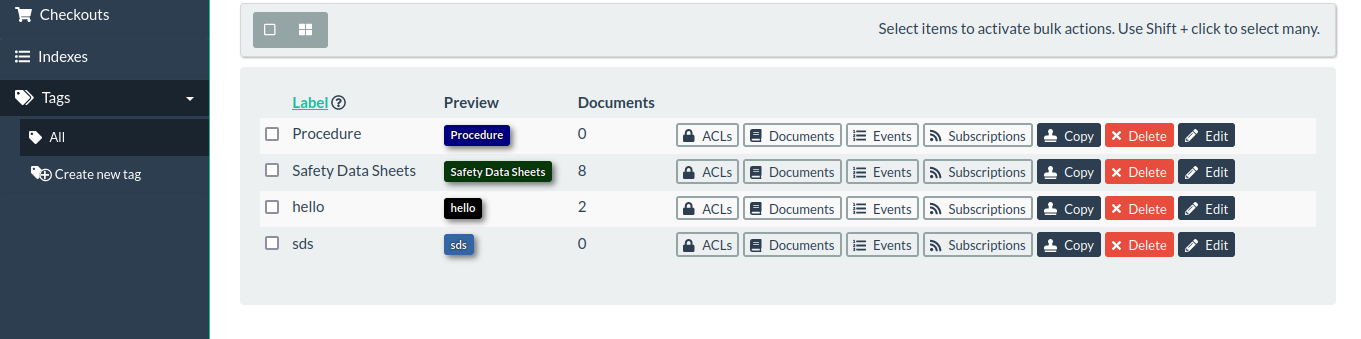 Checkouts
Indexes
Tags
All
Create new tag
Select items to activate bulk actions. Use Shift + click to select many.
Label Preview Documents
Procedure Procedure 0 ACLs Documents Events Subscriptions Copy Delete Edit
Safety Data Sheets Safety Data Sheets 8 ACLs Documents Events Subscriptions Copy Delete Edit
hello hello 2 ACLs Documents Events Subscriptions Copy Delete Edit
sds sds 0 ACLs Documents Events Subscriptions Copy Delete Edit